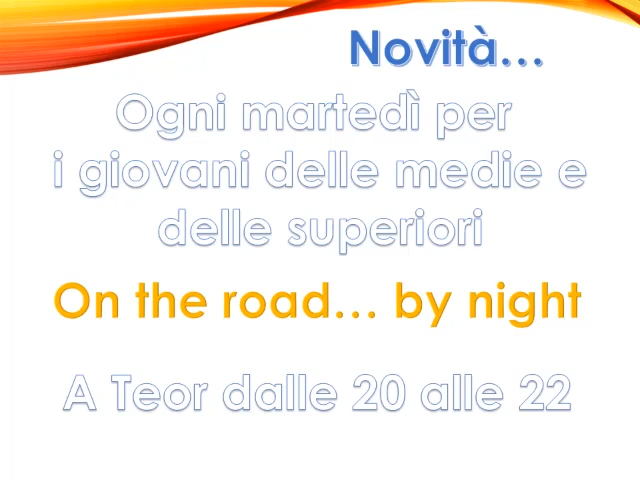 Novità...
Ogni martedì per
i giovani delle medie e
delle superiori
On the road... by night
A Teor dalle 20 alle 22